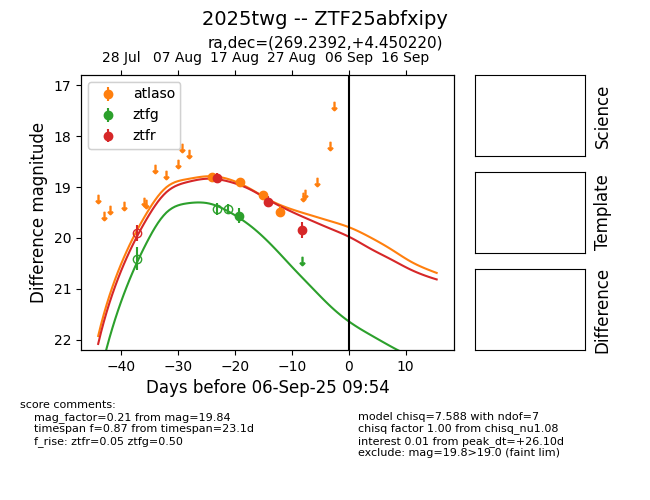 2025twg -- ZTF25abfxipy
ra,dec=(269.2392,+4.450220)
28 Jul 07 Aug 17 Aug 27 Aug 06 Sep 16 Sep
atlaso
ztfg
ztfr
17
18
19
20
21
22
Difference magnitude
−40 −30 −20 −10 0 10
Days before 06-Sep-25 09:54
Science
Template
Difference
score comments:
mag_factor=0.21 from mag=19.84
timespan f=0.87 from timespan=23.1d
f_rise: ztfr=0.05 ztfg=0.50
model chisq=7.588 with ndof=7
chisq factor 1.00 from chisq_nu1.08
interest 0.01 from peak_dt=+26.10d
exclude: mag=19.8>19.0 (faint lim)